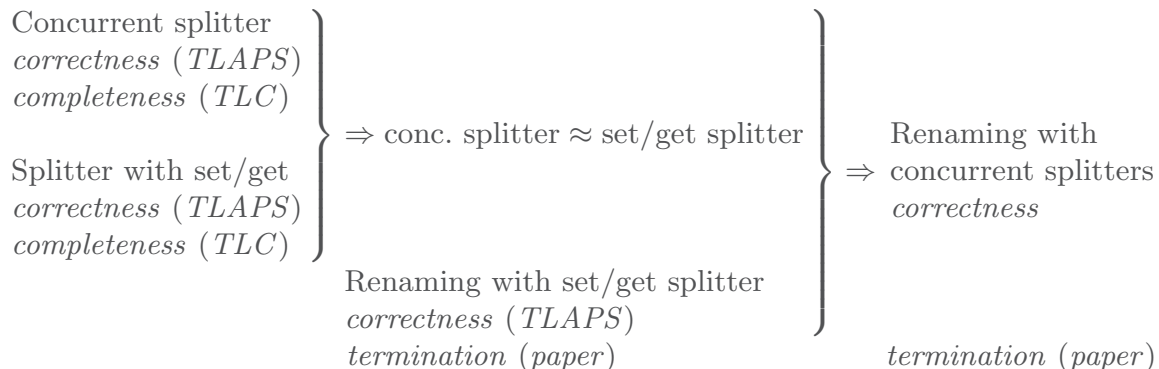 Concurrent splitter
correctness (TLAPS)
completeness (TLC)
Splitter with set/get
correctness (TLAPS)
completeness (TLC)
⇒ conc. splitter ≈ set/get splitter
Renaming with set/get splitter
correctness (TLAPS)
termination (paper)
⇒
Renaming with
concurrent splitters
correctness
termination (paper)